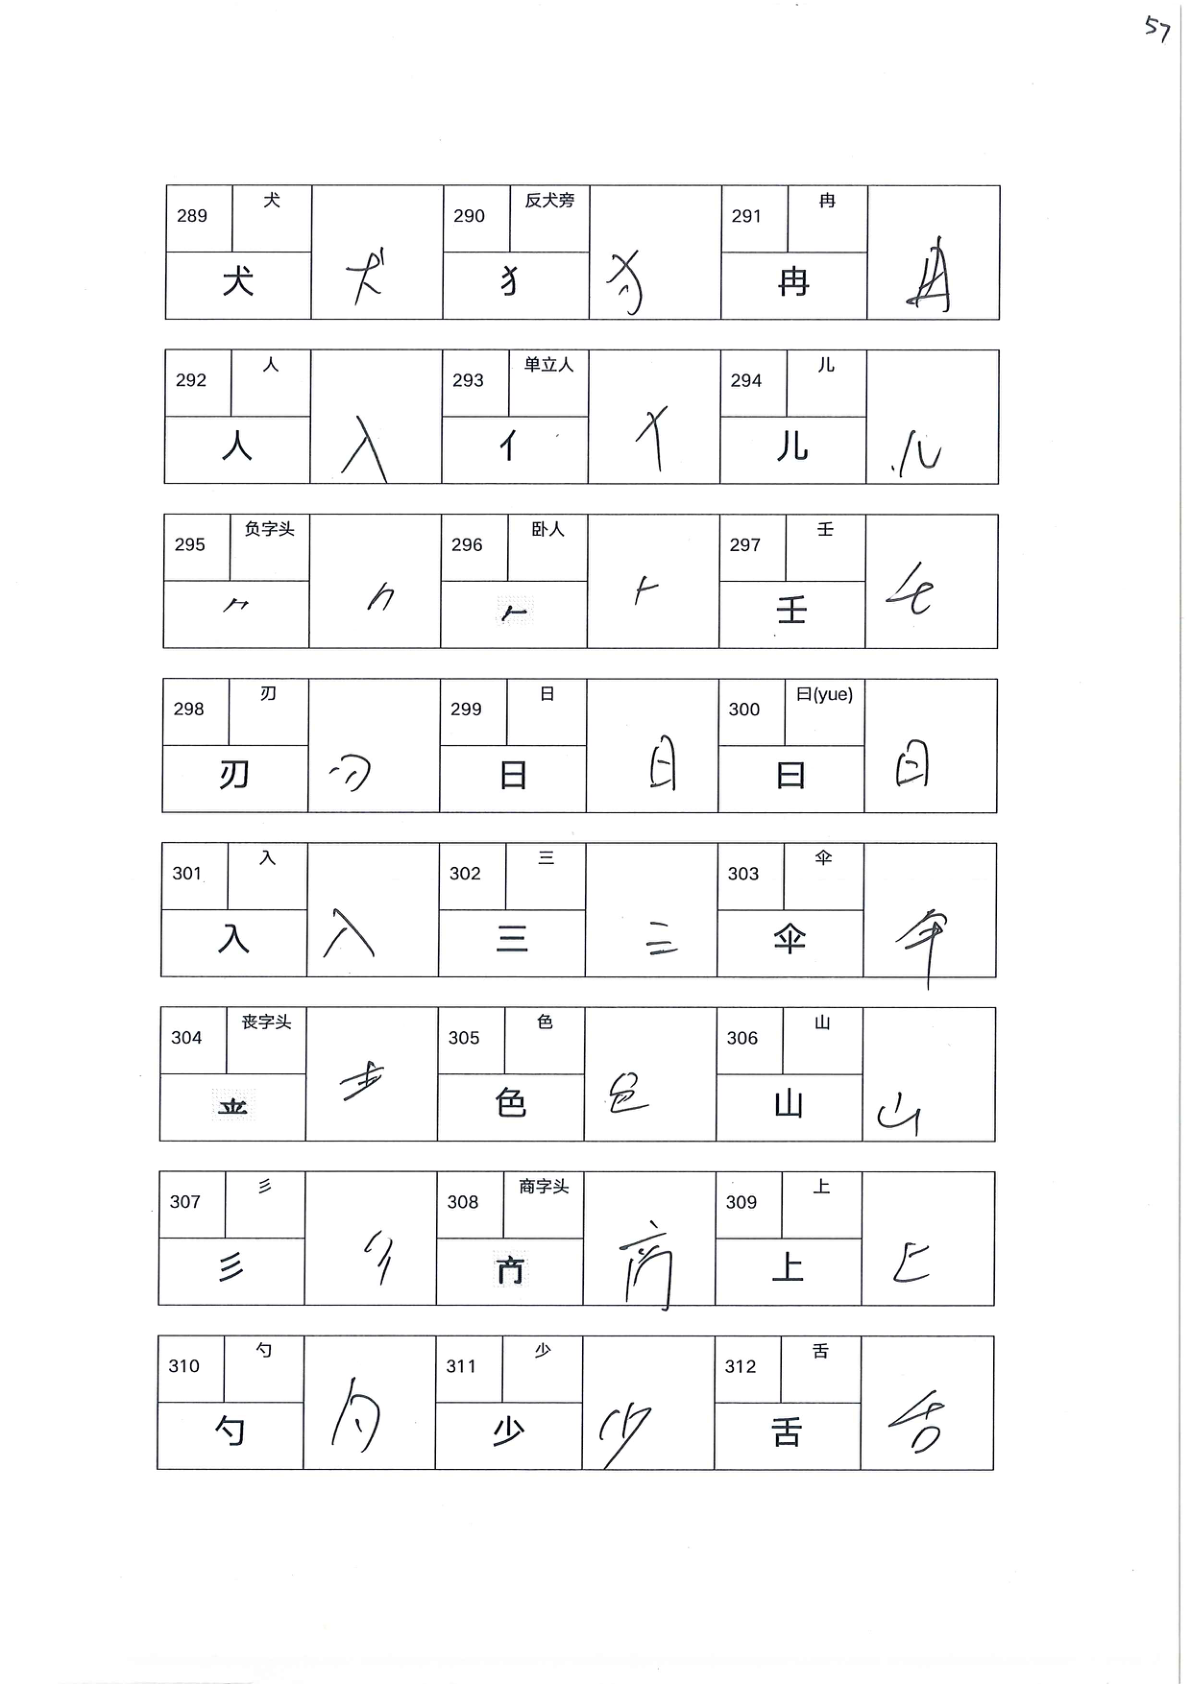 57
289 犬 反犬旁 290 291 冉
犬 犬 犭 犭 冉 冉
292 人 293 单立人 294 儿
人 人 亻 亻 儿 儿
295 负字头 296 卧人 297 壬
⺈ 𠂉 壬
298 刃 299 日 300 曰(yue)
刃 刃 日 日 曰 曰
301 入 302 三 303 伞
入 入 三 三 伞 伞
304 丧字头 305 色 306 山
色 色 山 山
307 彡 308 商字头 309 上
彡 彡 上 上
310 勺 311 少 312 舌
勺 勺 少 少 舌 舌